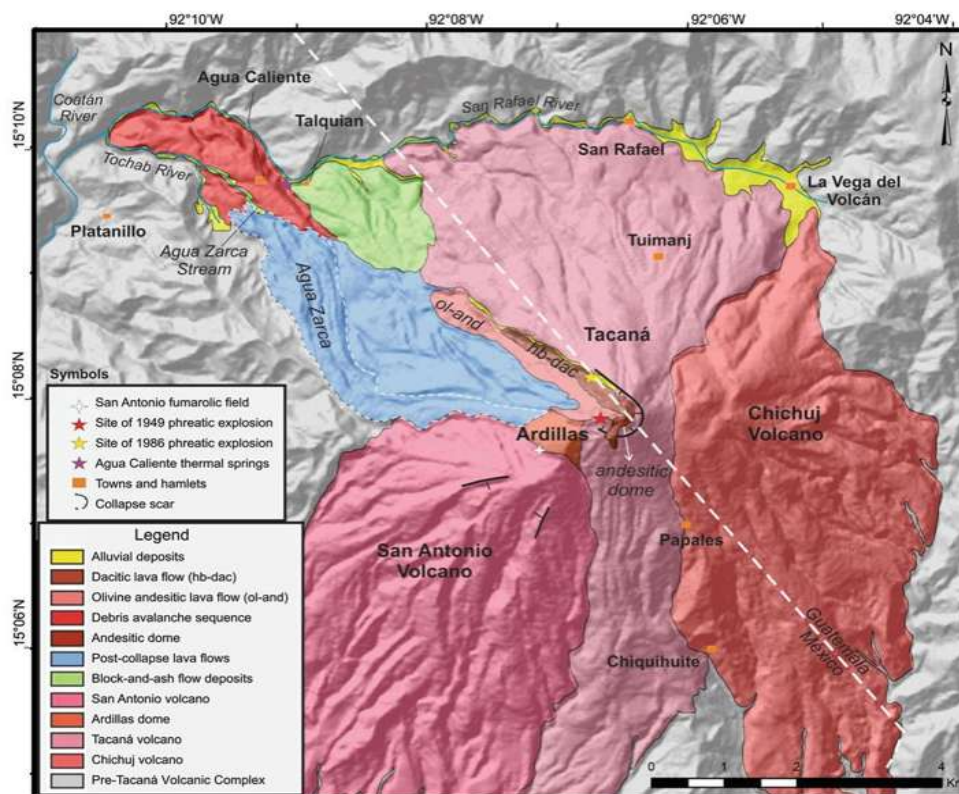 92°10'W
92°08'W
92°06'W
92°04'W
15°10'N
15°08'N
15°06'N
N
Agua Caliente
Coatán
River
Talquian
San Rafael River
Tochab River
San Rafael
La Vega del
Volcán
Platanillo
Agua Zarca
Stream
Agua Zarca
Tuimanj
ol-and
hb-dac
Tacaná
Chichuj
Volcano
Ardillas
andesitic
dome
San Antonio
Volcano
Papales
Chiquihuite
Guatemala
México
Symbols
San Antonio fumarolic field
Site of 1949 phreatic explosion
Site of 1986 phreatic explosion
Agua Caliente thermal springs
Towns and hamlets
Collapse scar
Legend
Alluvial deposits
Dacitic lava flow (hb-dac)
Olivine andesitic lava flow (ol-and)
Debris avalanche sequence
Andesitic dome
Post-collapse lava flows
Block-and-ash flow deposits
San Antonio volcano
Ardillas dome
Tacaná volcano
Chichuj volcano
Pre-Tacaná Volcanic Complex
0 1 2 4